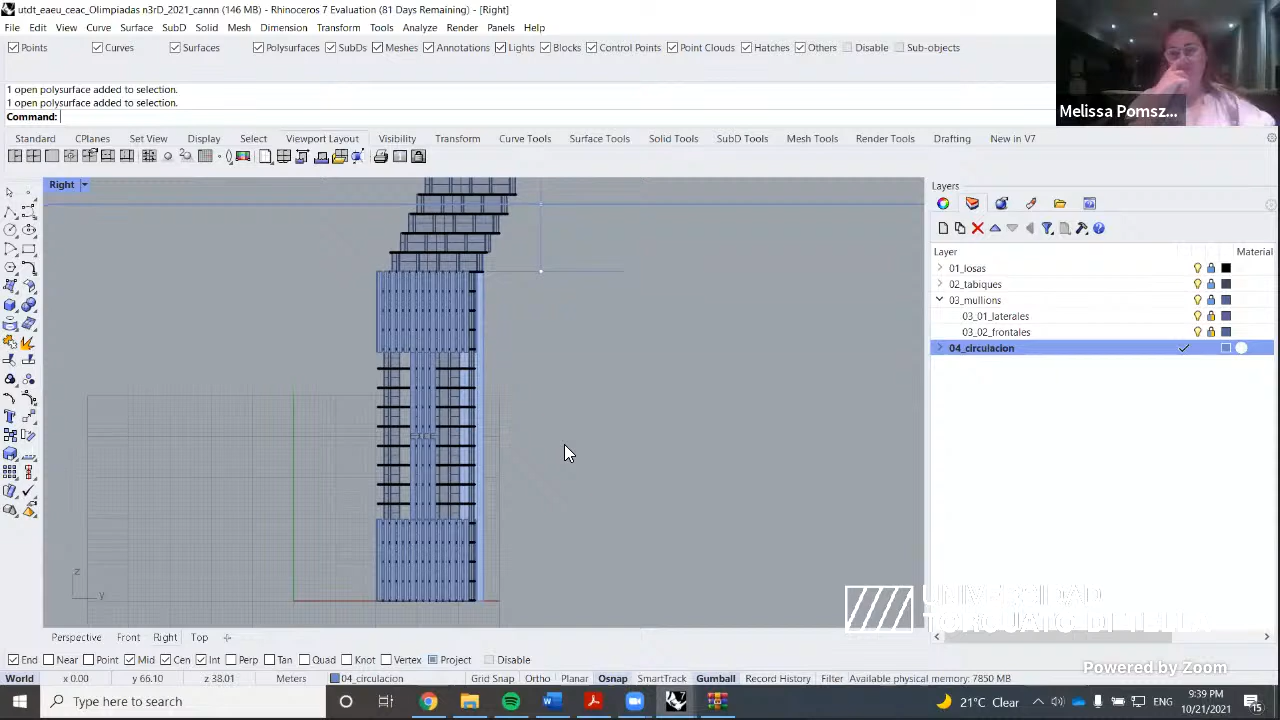 utdt_eaeu_ceac_Olimpiadas n3rD_2021_cannn (146 MB) - Rhinoceros 7 Evaluation (81 Days Remaining) - [Right]
File Edit View Curve Surface SubD Solid Mesh Dimension Transform Tools Analyze Render Panels Help
Points Curves Surfaces Polysurfaces SubDs Meshes Annotations Lights Blocks Control Points Point Clouds Hatches Others Disable Sub-objects
1 open polysurface added to selection.
1 open polysurface added to selection.
Command:
Melissa Pomsz...
Standard CPlanes Set View Display Select Viewport Layout Visibility Transform Curve Tools Surface Tools Solid Tools SubD Tools Mesh Tools Render Tools Drafting New in V7
Right
Layers
Layer Material
01_losas
02_tabiques
03_mullions
03_01_laterales
03_02_frontales
04_circulacion
z
y
UNIVERSIDAD
TORCUATO DI TELLA
Perspective Front Right Top
End Near Point Mid Cen Int Perp Tan Quad Knot Vertex Project Disable
Powered by Zoom
World x 0.00 y 66.10 z 38.01 Mullions 04_circulacion Grid Snap Ortho Planar Osnap SmartTrack Gumball Record History Filter Available physical memory: 7850 MB
Type here to search
21°C Clear
ENG
9:39 PM
10/21/2021
15